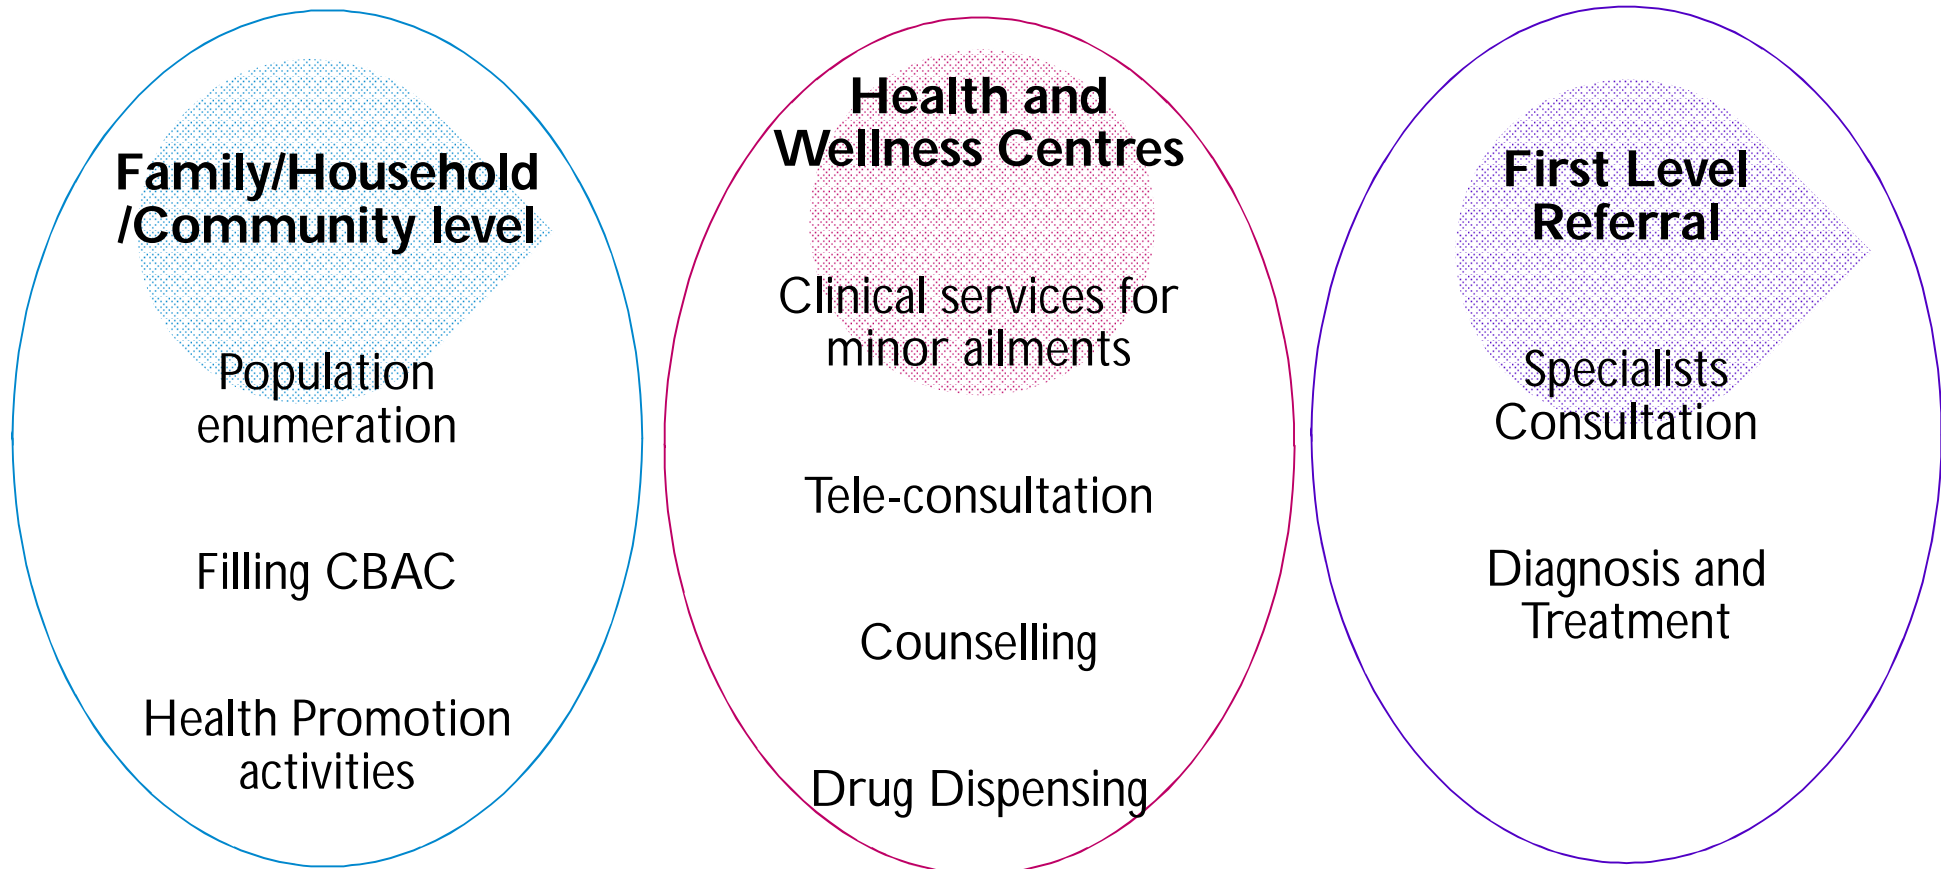 Family/Household
/Community level
Population
enumeration
Filling CBAC
Health Promotion
activities
Health and
Wellness Centres
Clinical services for
minor ailments
Tele-consultation
Counselling
Drug Dispensing
First Level
Referral
Specialists
Consultation
Diagnosis and
Treatment